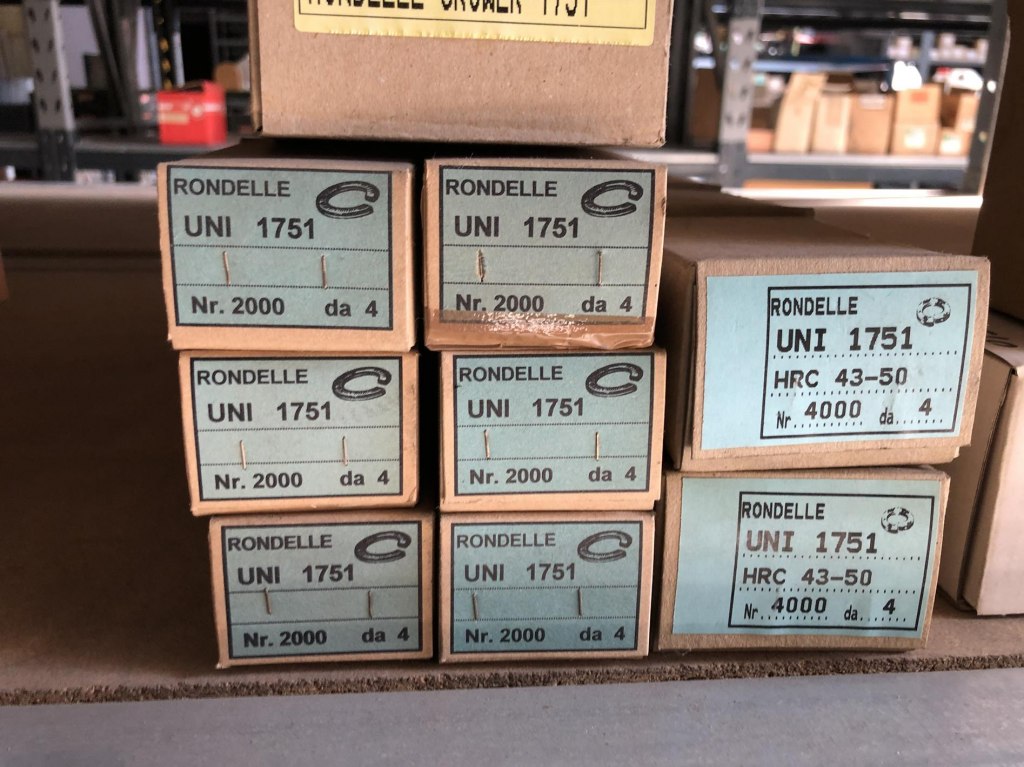 RONDELLE GROWER 1751
RONDELLE
UNI 1751
Nr. 2000 da 4
RONDELLE
UNI 1751
Nr. 2000 da 4
RONDELLE
UNI 1751
HRC 43-50
Nr. 4000 da. 4
RONDELLE
UNI 1751
Nr. 2000 da 4
RONDELLE
UNI 1751
Nr. 2000 da 4
RONDELLE
UNI 1751
HRC 43-50
Nr. 4000 da. 4
RONDELLE
UNI 1751
Nr. 2000 da 4
RONDELLE
UNI 1751
Nr. 2000 da 4